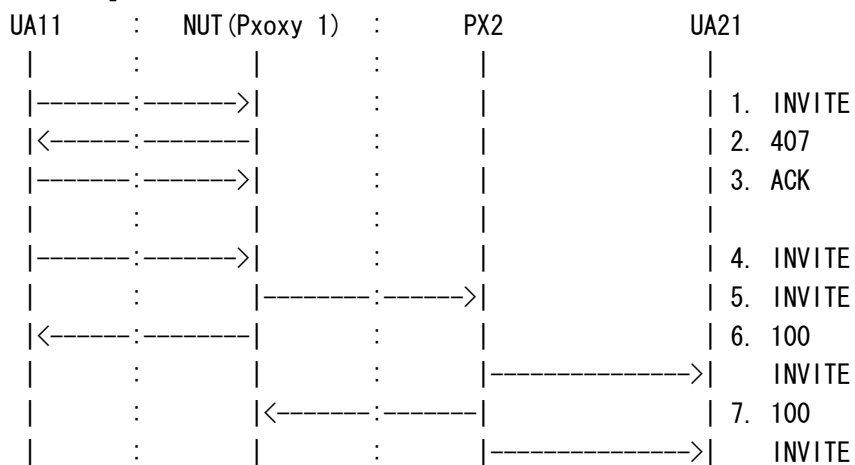 UA11 : NUT(Pxoxy 1) : PX2 UA21
| : | : | |
|------:------->| : | | 1. INVITE
|<------:-------| : | | 2. 407
|------:------->| : | | 3. ACK
| : | : | |
|------:------->| : | | 4. INVITE
| : |-------:------>| | 5. INVITE
|<------:-------| : | | 6. 100
| : | : |-------------->| INVITE
| : |<------:-------| | 7. 100
| : | : |-------------->| INVITE